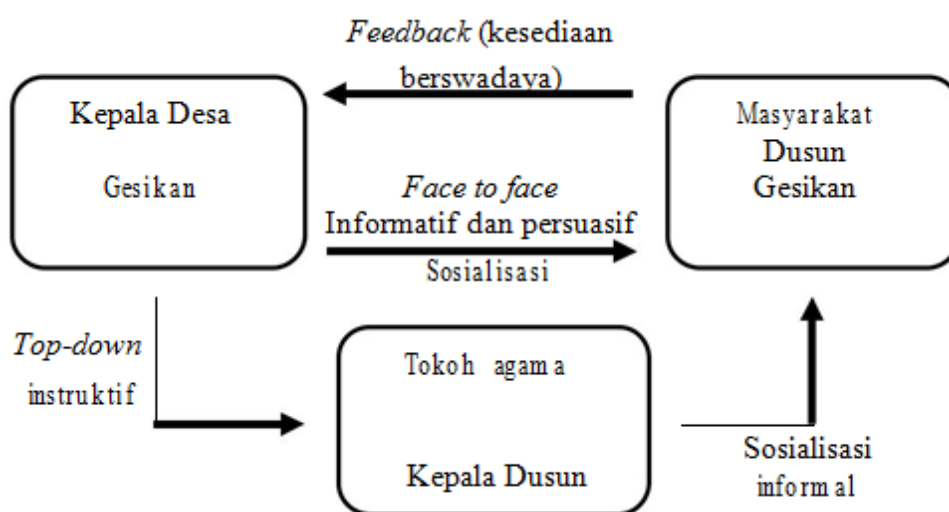 Feedback (kesediaan
berswadaya)
Kepala Desa
Gesikan
Masyarakat
Dusun
Gesikan
Face to face
Informatif dan persuasif
Sosialisasi
Top-down
instruktif
Tokoh agama
Kepala Dusun
Sosialisasi
informal